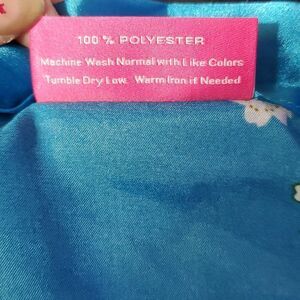 100 % POLYESTER
Machine Wash Normal with Like Colors
Tumble Dry Low. Warm Iron if Needed